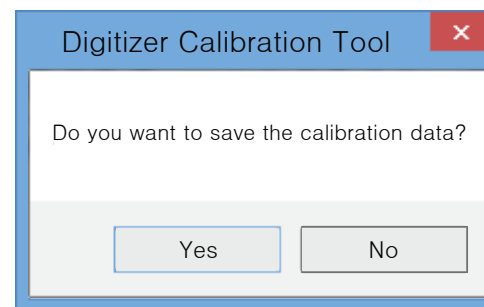 Digitizer Calibration Tool
Do you want to save the calibration data?
Yes
No